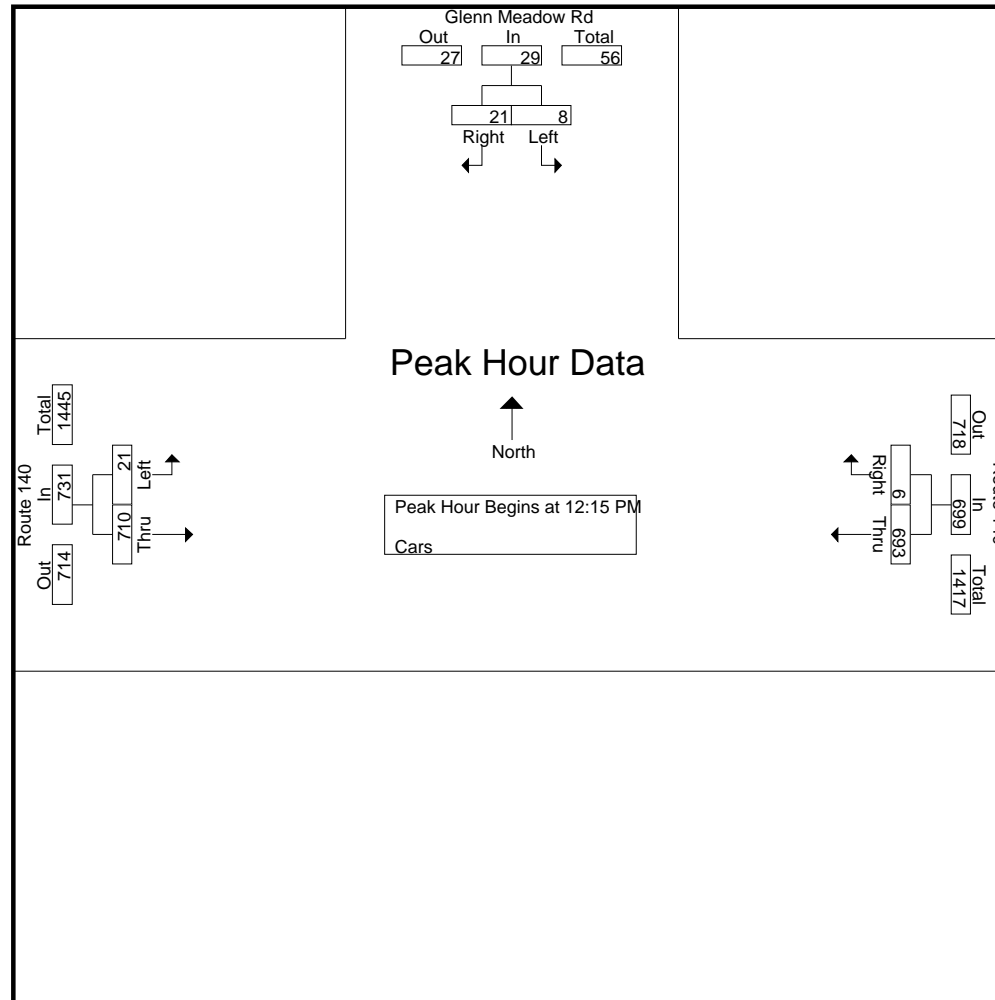 Glenn Meadow Rd
Out In Total
27 29 56
21 8
Right Left
Peak Hour Data
North
Peak Hour Begins at 12:15 PM
Cars
Route 140
Total In Out
1445 731 714
21 710
Left Thru
Out In Total
718 699 1417
6 693
Right Thru